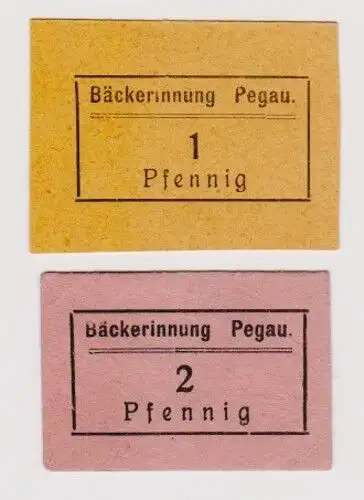 Bäckerinnung Pegau.
1
Pfennig
Bäckerinnung Pegau.
2
Pfennig